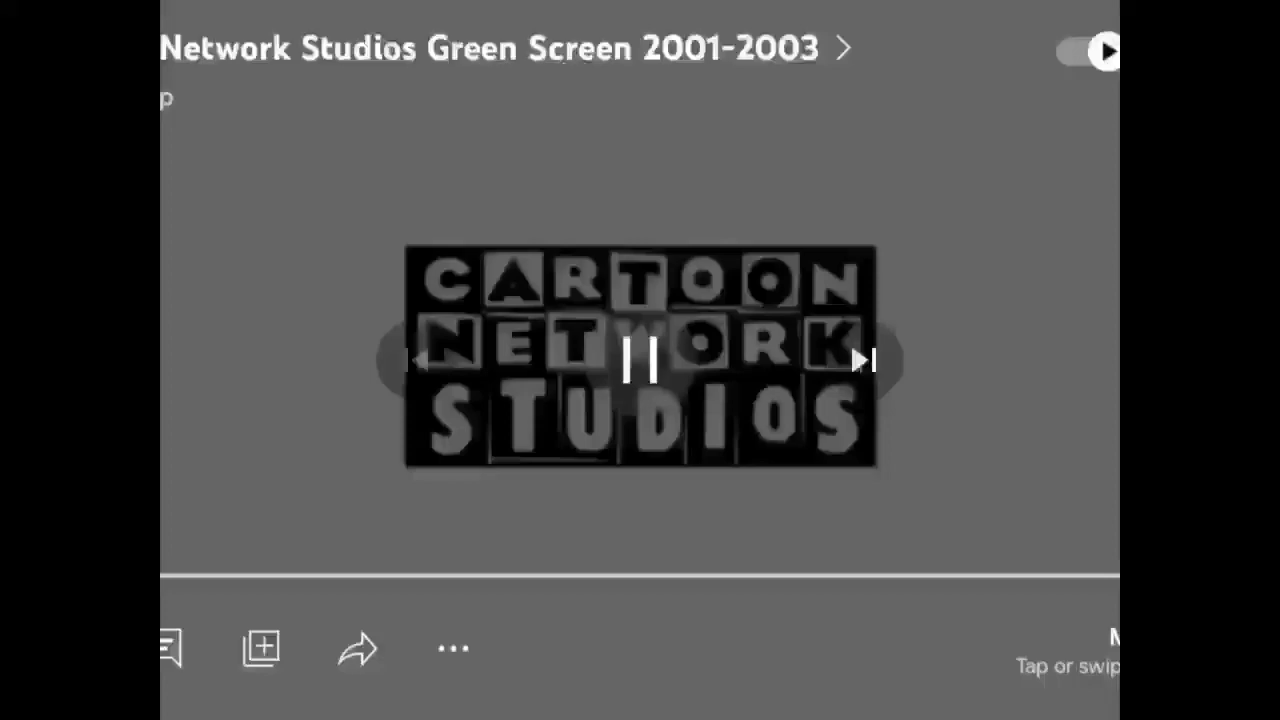 Network Studios Green Screen 2001-2003
p
CARTOON
NETWORK
STUDIOS
M
Tap or swip